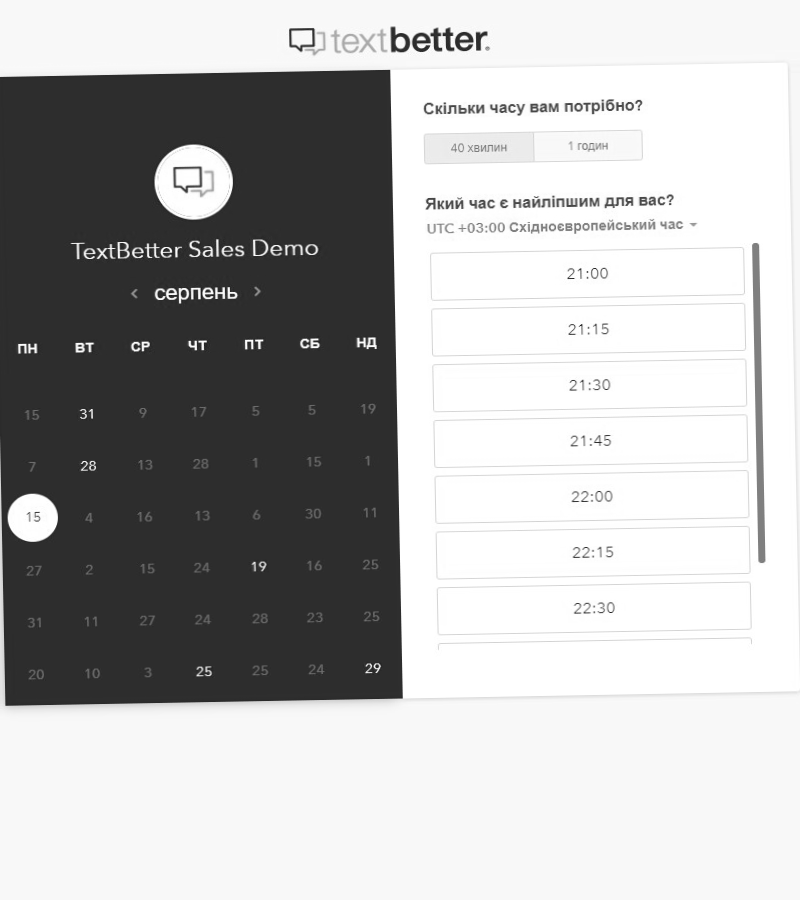 textbetter.
TextBetter Sales Demo
серпень
ПН ВТ СР ЧТ ПТ СБ НД
15 31 9 17 5 5 19
7 28 13 28 1 15 1
15 4 16 13 6 30 11
27 2 15 24 19 16 25
31 11 27 24 28 23 25
20 10 3 25 25 24 29
Скільки часу вам потрібно?
40 хвилин 1 годин
Який час є найліпшим для вас?
UTC +03:00 Східноєвропейський час
21:00
21:15
21:30
21:45
22:00
22:15
22:30